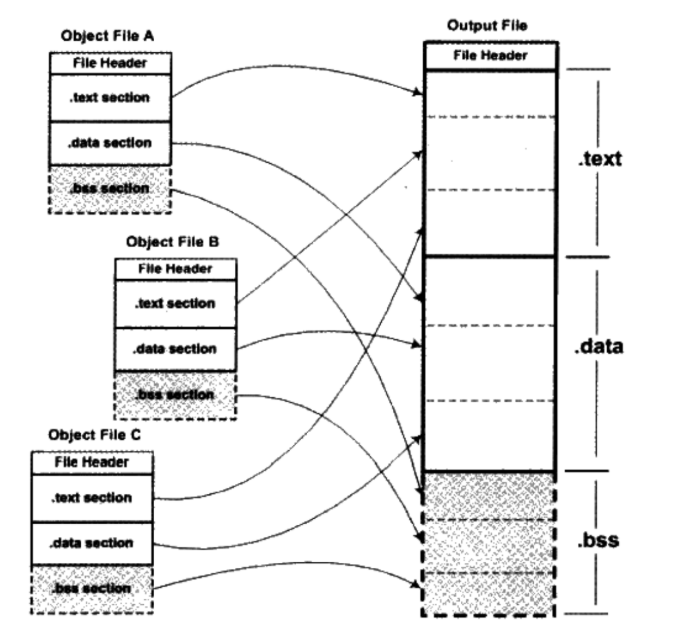 Object File A
File Header
.text section
.data section
.bss section
Object File B
File Header
.text section
.data section
.bss section
Object File C
File Header
.text section
.data section
.bss section
Output File
File Header
.text
.data
.bss